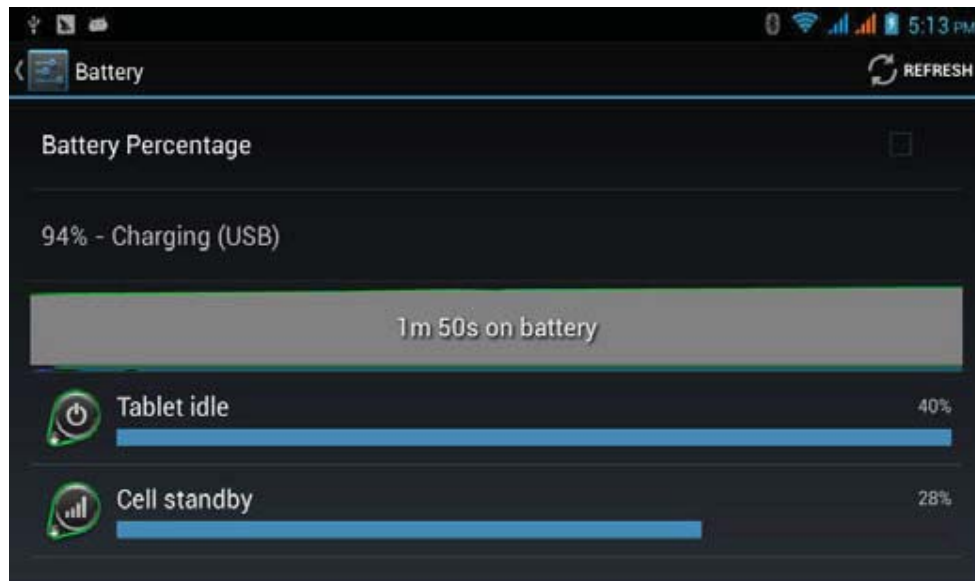 5:13 PM
Battery
REFRESH
Battery Percentage
94% - Charging (USB)
1m 50s on battery
Tablet idle
40%
Cell standby
28%